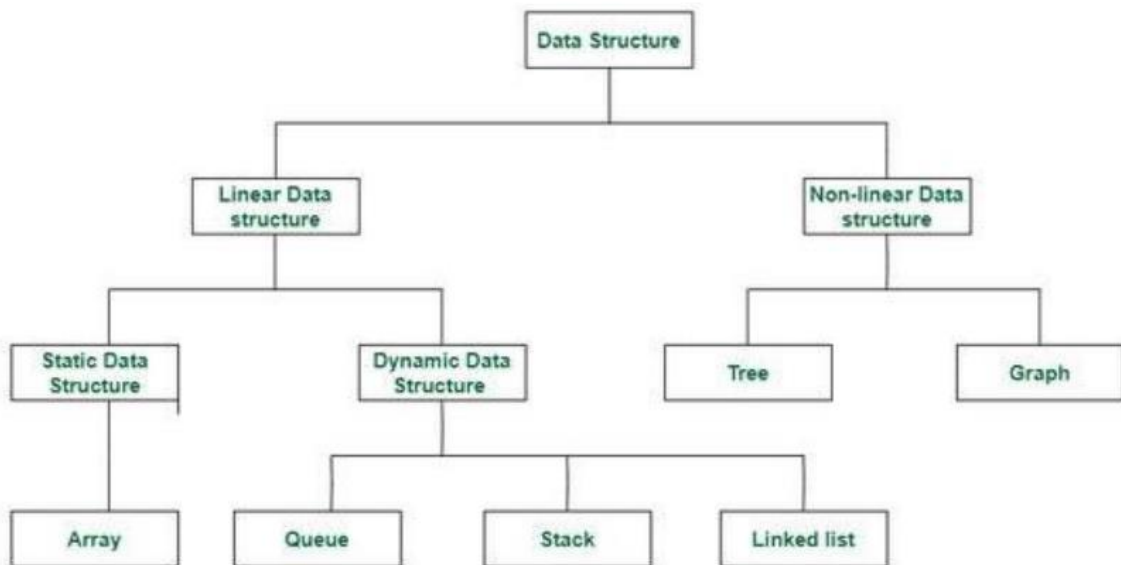 Data Structure
Linear Data
structure
Non-linear Data
structure
Static Data
Structure
Dynamic Data
Structure
Tree
Graph
Array
Queue
Stack
Linked list